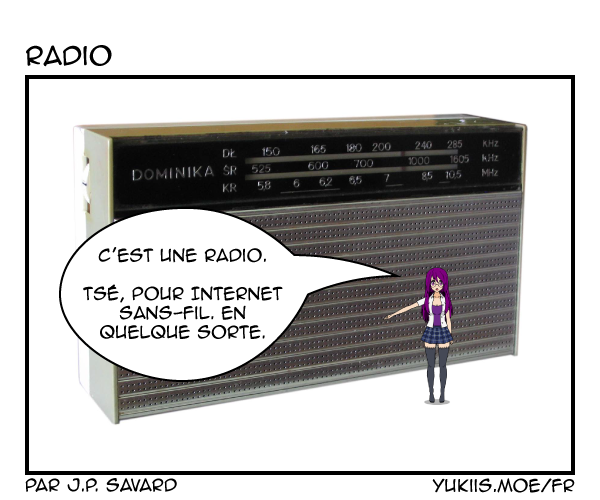 RADIO
DŁ 150 165 180 200 240 285 KHz
DOMINIKA ŚR 525 600 700 1000 1605 kHz
KR 5,8 6 6,2 6,5 7 8,5 10,5 MHz
C'EST UNE RADIO.
TSÉ, POUR INTERNET
SANS-FIL. EN
QUELQUE SORTE.
PAR J.P. SAVARD
YUKIIS.MOE/FR